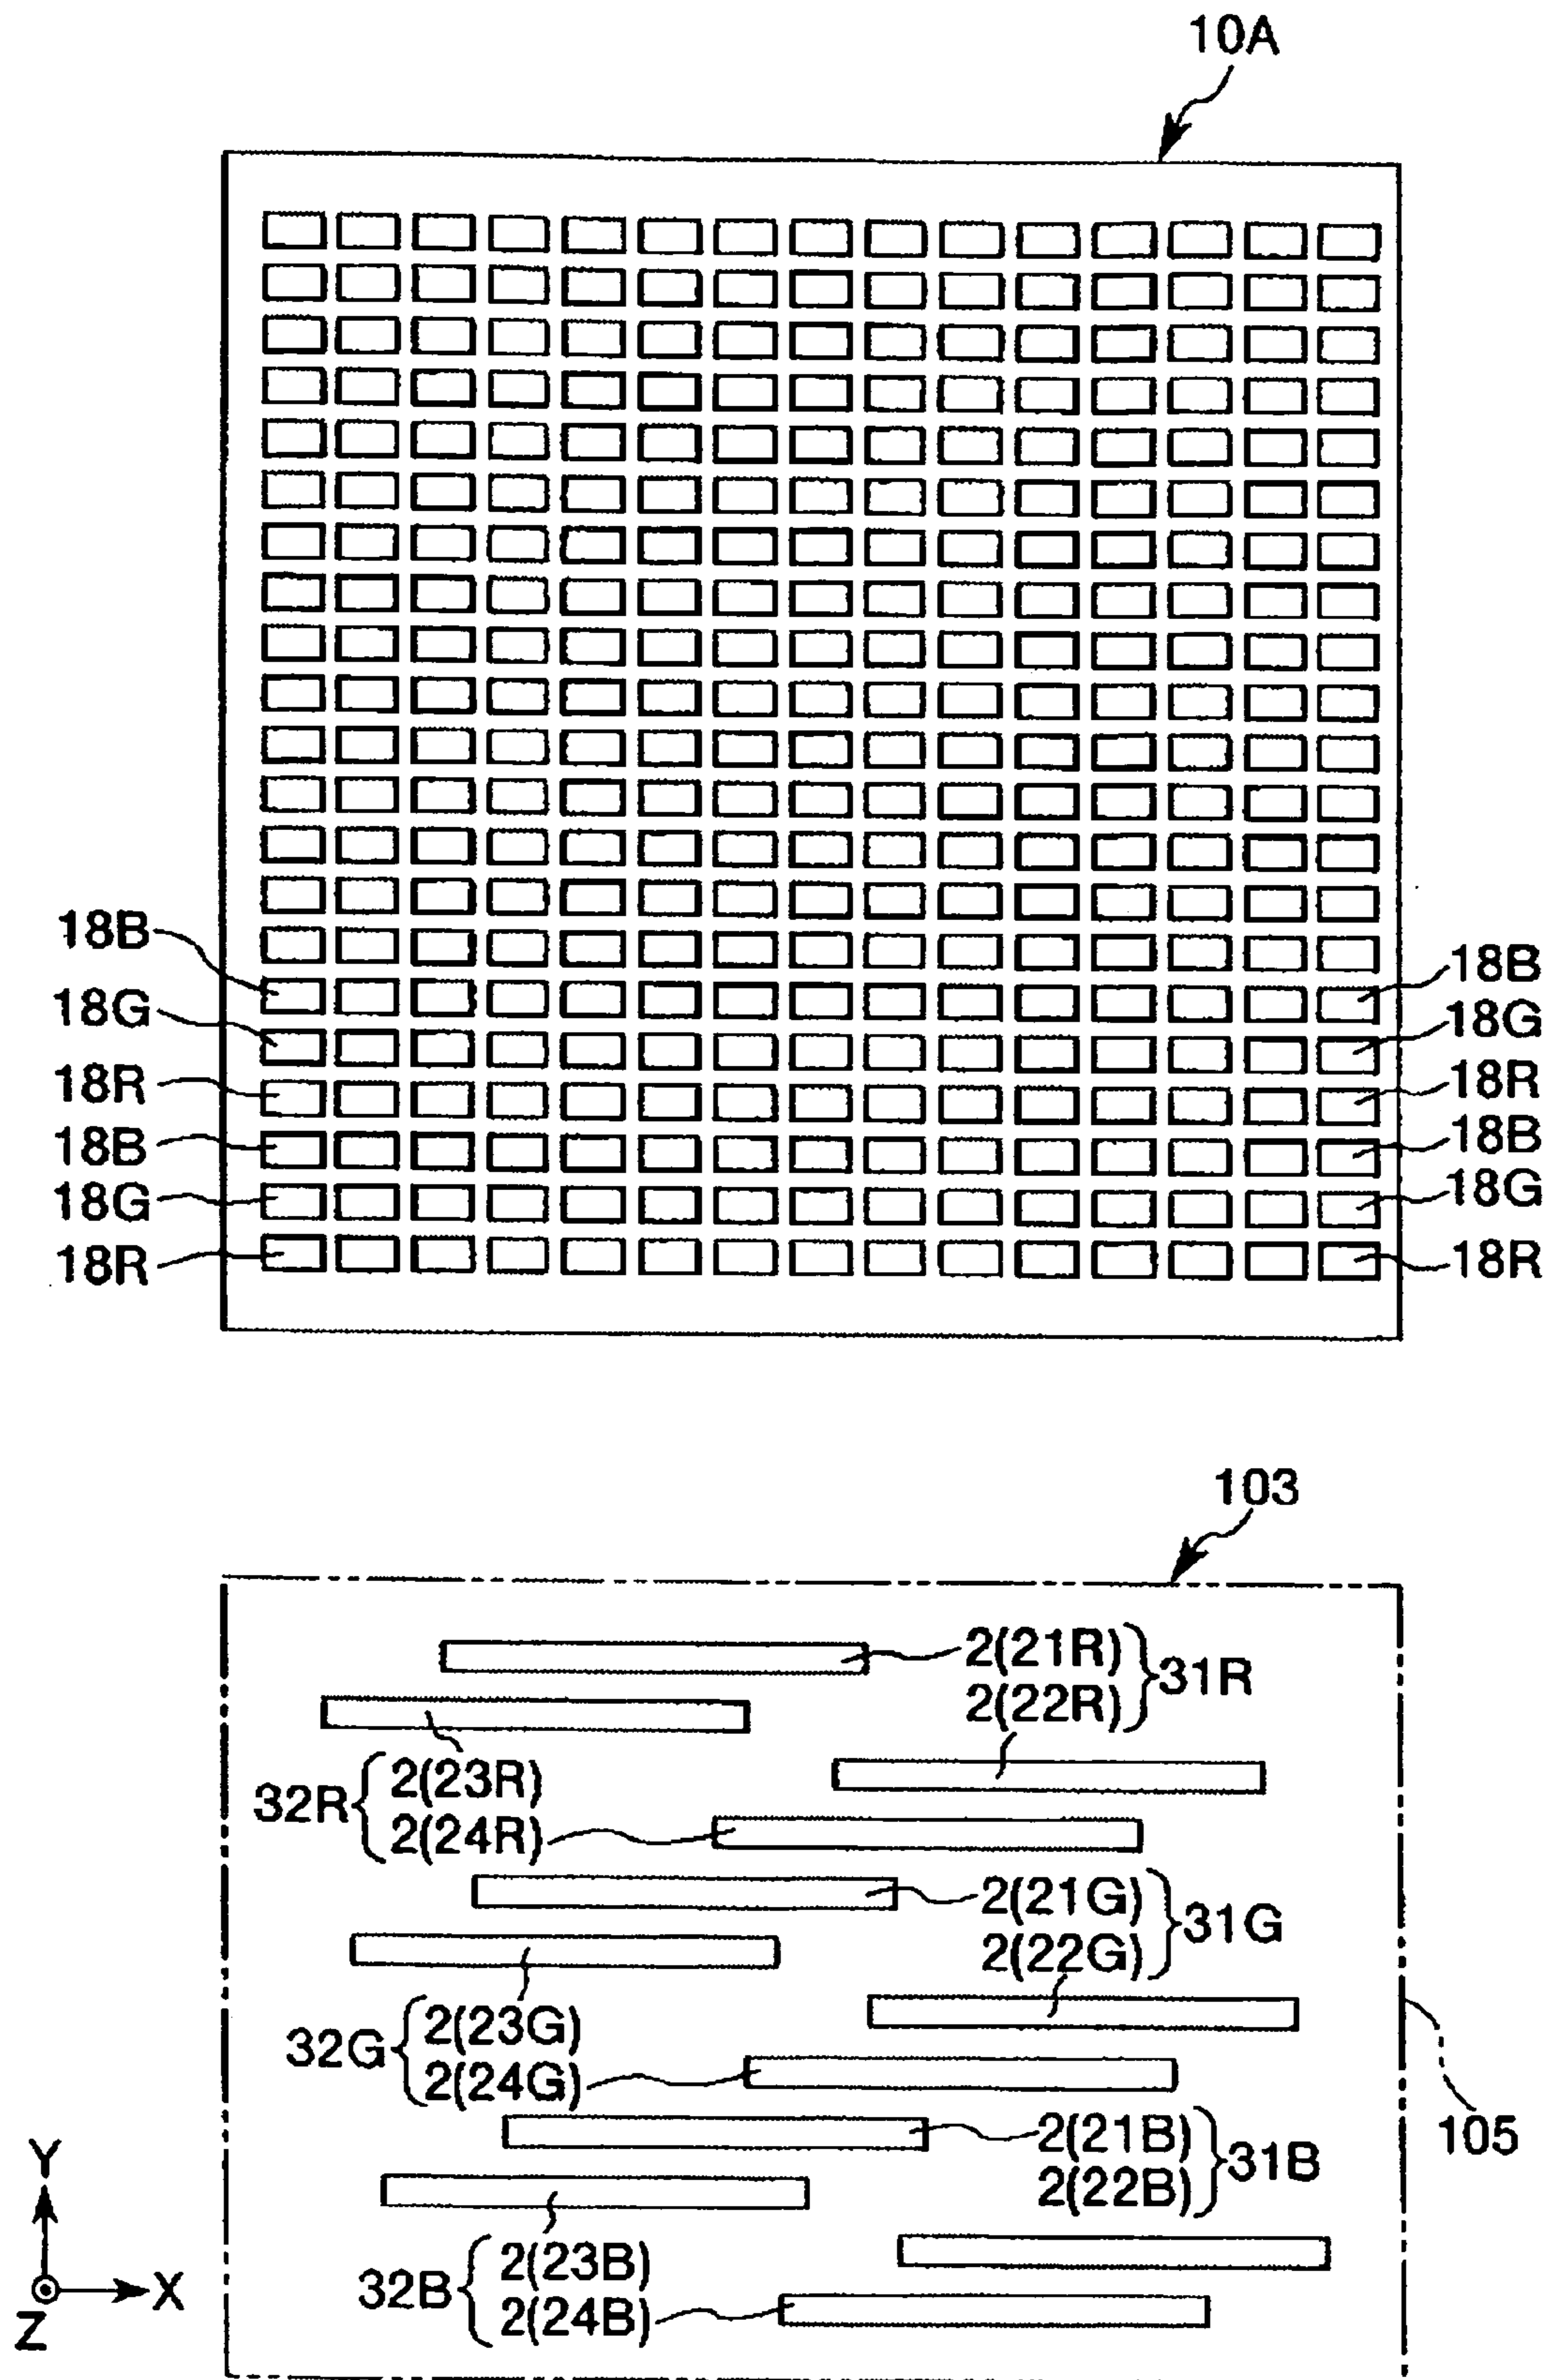 10A
18B
18G
18R
18B
18G
18R
18B
18G
18R
18B
18G
18R
103
2(21R)
2(22R)
31R
32R
2(23R)
2(24R)
2(21G)
2(22G)
31G
32G
2(23G)
2(24G)
105
2(21B)
2(22B)
31B
32B
2(23B)
2(24B)
Y
X
Z